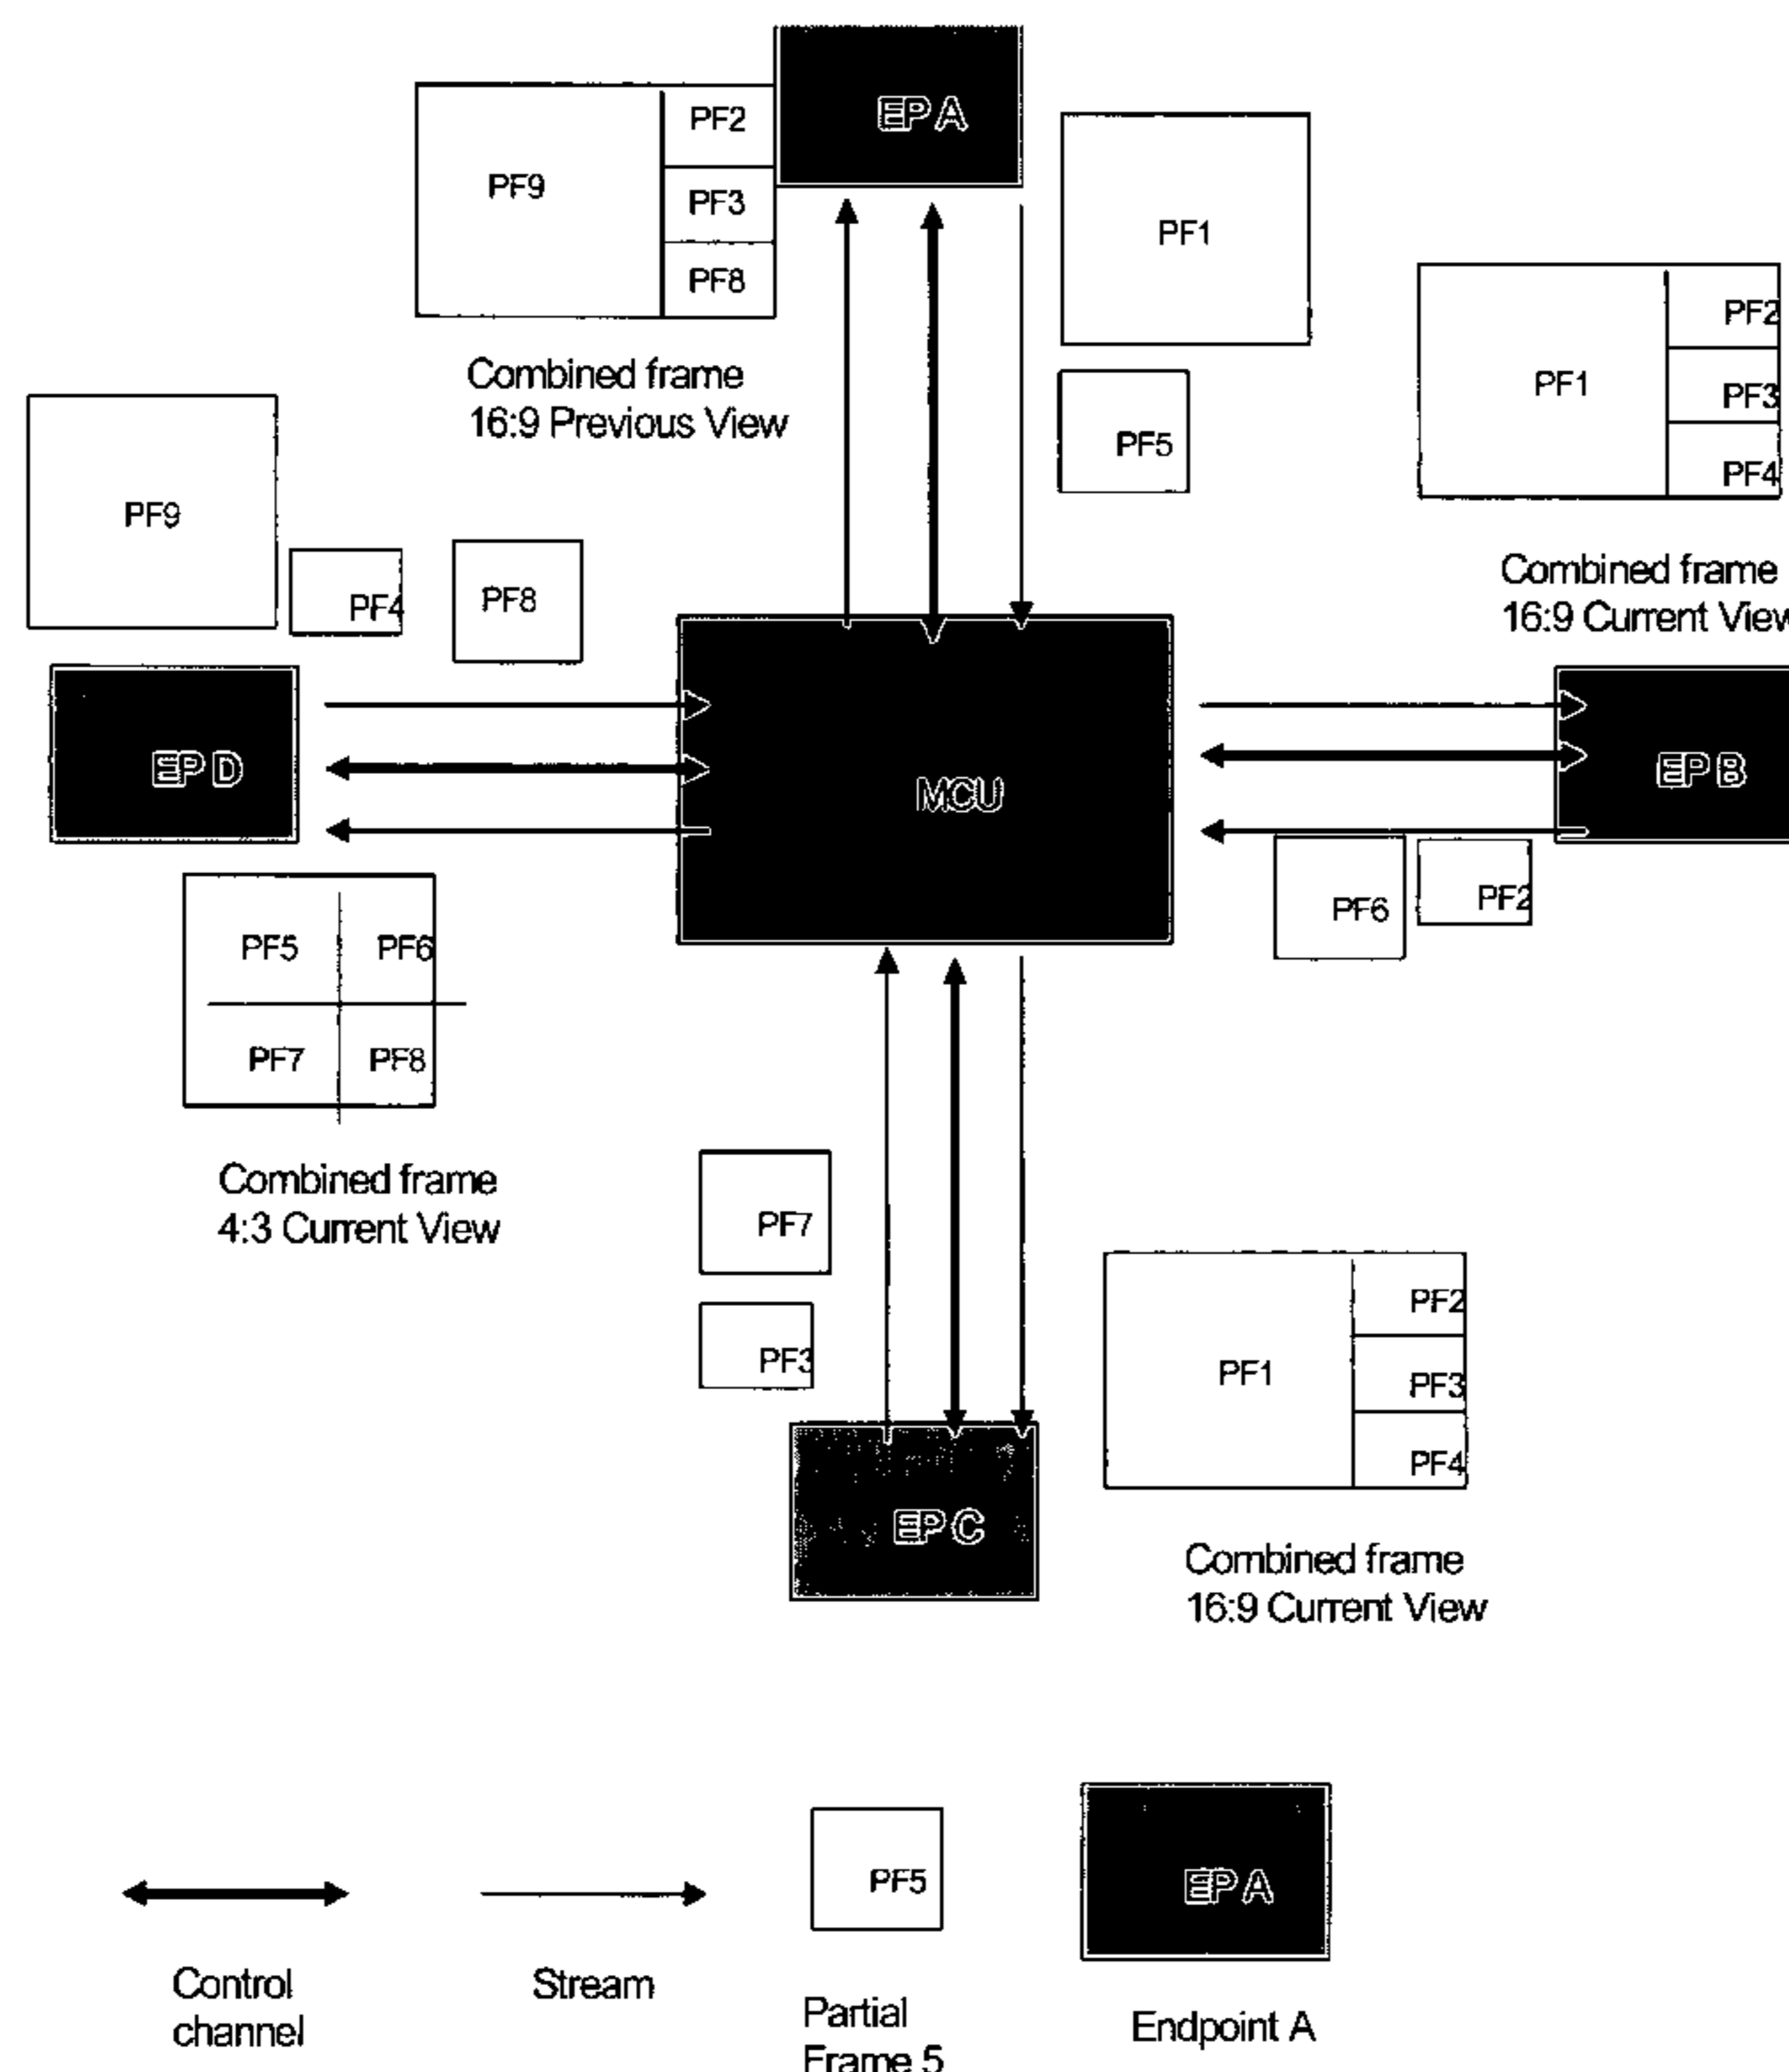 EP A
PF2
PF9
PF3
PF8
PF1
PF2
PF1
PF3
PF4
Combined frame
16:9 Previous View
PF5
PF9
PF4
PF8
Combined frame
16:9 Current View
EP D
MCU
EP B
PF6
PF2
PF5
PF6
PF7
PF8
Combined frame
4:3 Current View
PF7
PF3
PF2
PF1
PF3
PF4
EP C
Combined frame
16:9 Current View
PF5
EP A
Control
channel
Stream
Partial
Frame 5
Endpoint A